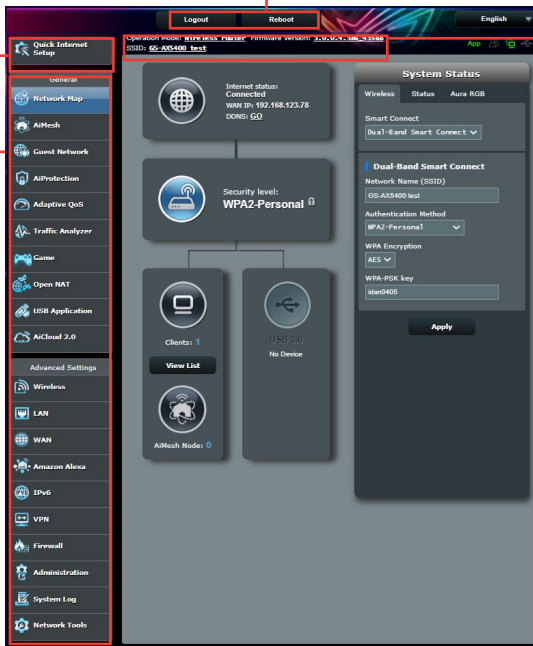 Logout
Reboot
English
Quick Internet
Setup
Operation Mode: Wireless router Firmware Version:
SSID: GS-AX5400 test
App
General
Network Map
AiMesh
Guest Network
AiProtection
Adaptive QoS
Traffic Analyzer
Game
Open NAT
USB Application
AiCloud 2.0
Advanced Settings
Wireless
LAN
WAN
Amazon Alexa
IPv6
VPN
Firewall
Administration
System Log
Network Tools
Internet status:
Connected
WAN IP: 192.168.123.78
DDNS: GO
Security level:
WPA2-Personal
Clients: 1
View List
AiMesh Node: 0
USB 3.0
No Device
System Status
Wireless
Status
Aura RGB
Smart Connect
Dual-Band Smart Connect
Dual-Band Smart Connect
Network Name (SSID)
GS-AX5400 test
Authentication Method
WPA2-Personal
WPA Encryption
AES
WPA-PSK key
idan0405
Apply